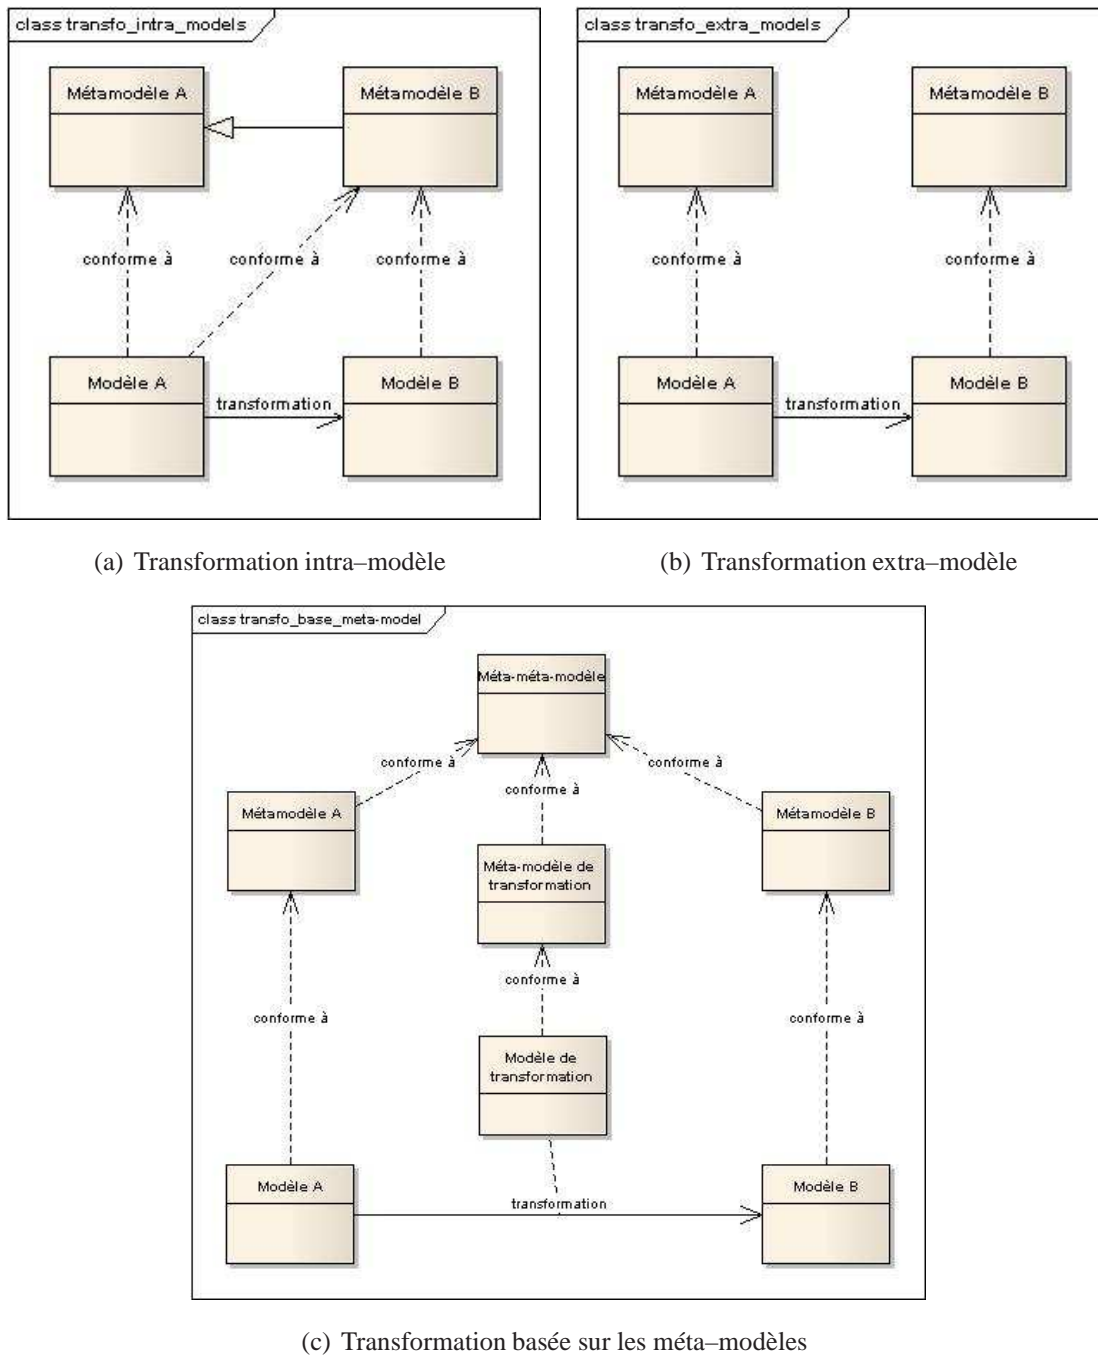 class transfo_intra_models
Métamodèle A
Métamodèle B
conforme à
conforme à
conforme à
Modèle A
Modèle B
transformation
class transfo_extra_models
Métamodèle A
Métamodèle B
conforme à
conforme à
Modèle A
Modèle B
transformation
(a) Transformation intra–modèle
(b) Transformation extra–modèle
class transfo_base_meta-model
Méta-méta-modèle
conforme à
conforme à
conforme à
Métamodèle A
Métamodèle B
Méta-modèle de
transformation
conforme à
conforme à
conforme à
Modèle de
transformation
Modèle A
Modèle B
transformation
(c) Transformation basée sur les méta–modèles